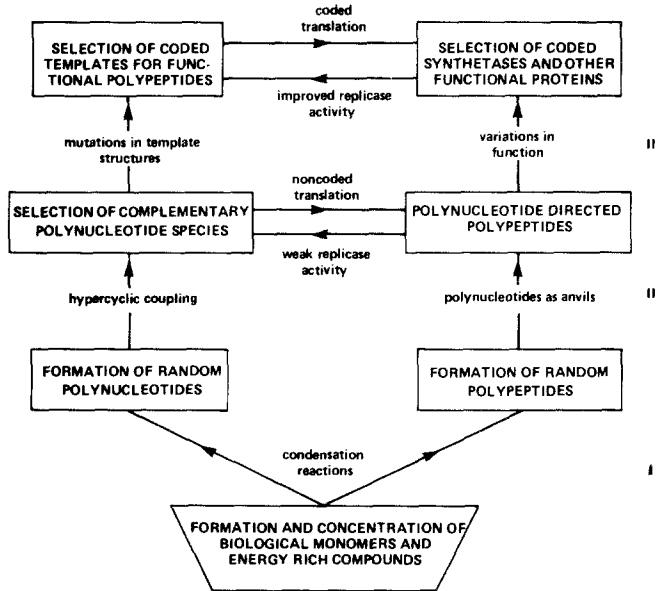 coded
translation
SELECTION OF CODED
TEMPLATES FOR FUNC-
TIONAL POLYPEPTIDES
SELECTION OF CODED
SYNTHETASES AND OTHER
FUNCTIONAL PROTEINS
improved replicase
activity
mutations in template
structures
variations in
function
noncoded
translation
SELECTION OF COMPLEMENTARY
POLYNUCLEOTIDE SPECIES
POLYNUCLEOTIDE DIRECTED
POLYPEPTIDES
weak replicase
activity
hypercyclic coupling
polynucleotides as anvils
II
FORMATION OF RANDOM
POLYNUCLEOTIDES
FORMATION OF RANDOM
POLYPEPTIDES
condensation
reactions
I
FORMATION AND CONCENTRATION OF
BIOLOGICAL MONOMERS AND
ENERGY RICH COMPOUNDS